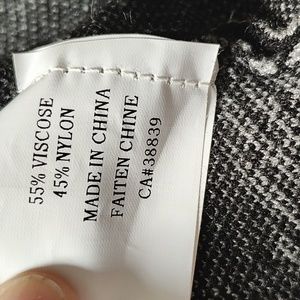 55% VISCOSE
45% NYLON
MADE IN CHINA
FAITEN CHINE
CA#38839